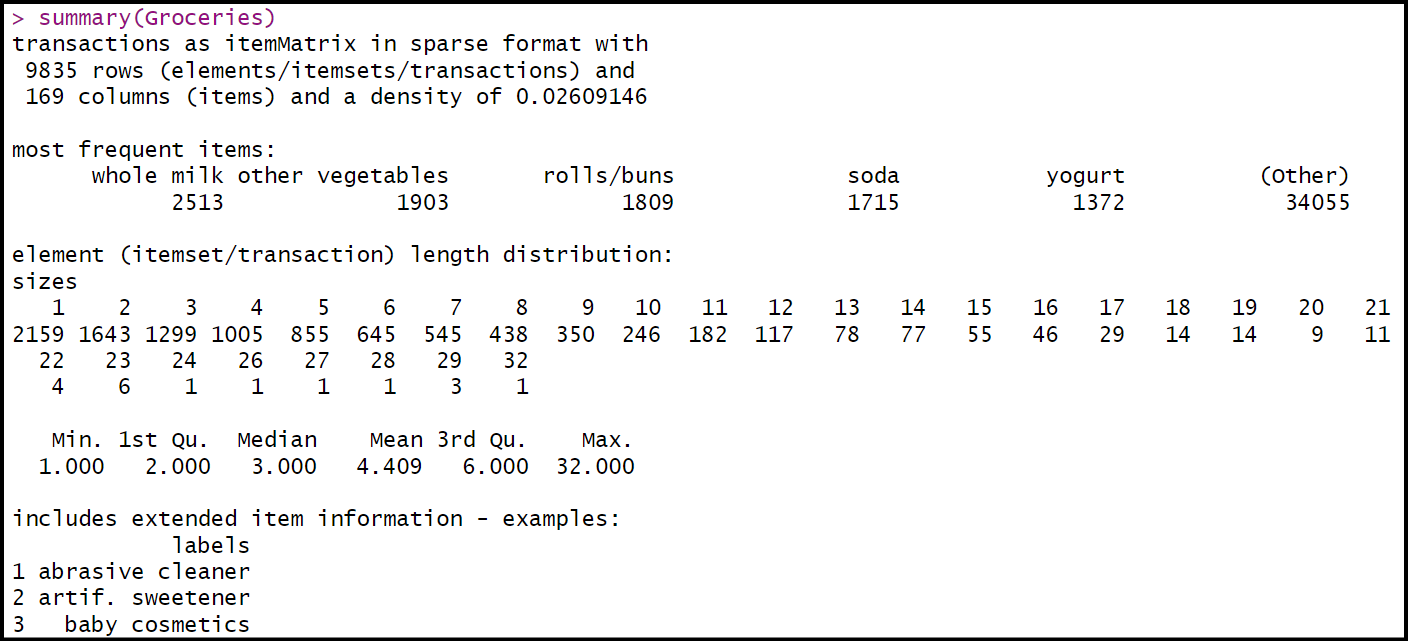 > summary(Groceries)
transactions as itemMatrix in sparse format with
 9835 rows (elements/itemsets/transactions) and
 169 columns (items) and a density of 0.02609146

most frequent items:
      whole milk other vegetables       rolls/buns             soda           yogurt          (Other)
            2513             1903             1809             1715             1372            34055

element (itemset/transaction) length distribution:
sizes
   1    2    3    4    5    6    7    8    9   10   11   12   13   14   15   16   17   18   19   20   21
2159 1643 1299 1005  855  645  545  438  350  246  182  117   78   77   55   46   29   14   14    9   11
  22   23   24   26   27   28   29   32
   4    6    1    1    1    1    3    1

   Min. 1st Qu.  Median    Mean 3rd Qu.    Max.
  1.000   2.000   3.000   4.409   6.000  32.000

includes extended item information - examples:
            labels
1 abrasive cleaner
2 artif. sweetener
3   baby cosmetics